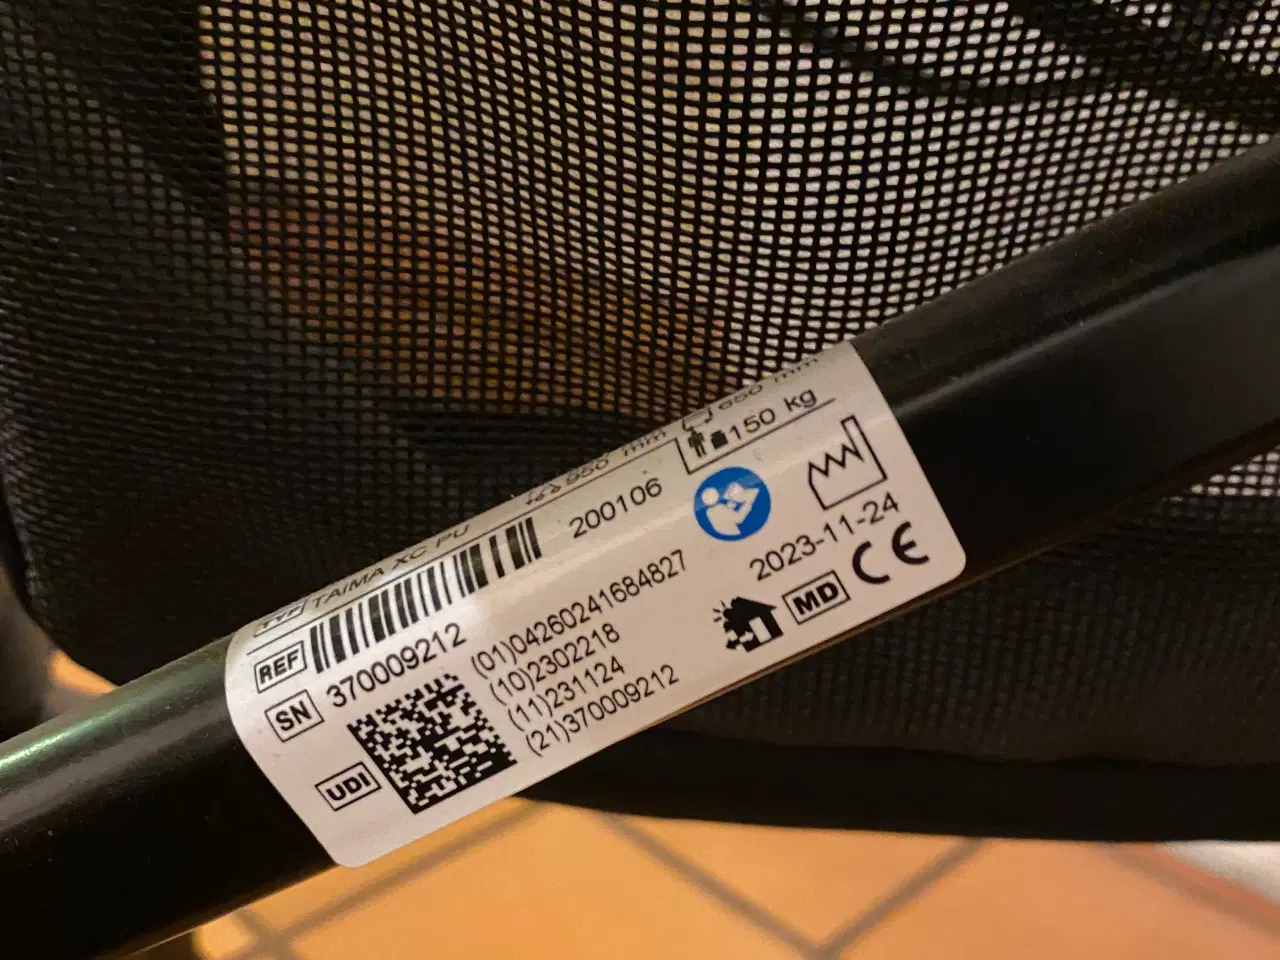 TAIMA XC PU
950 mm
650 mm
150 kg
REF
200106
SN
370009212
2023-11-24
UDI
(01)04260241684827
(10)2302218
(11)231124
(21)370009212
MD
CE